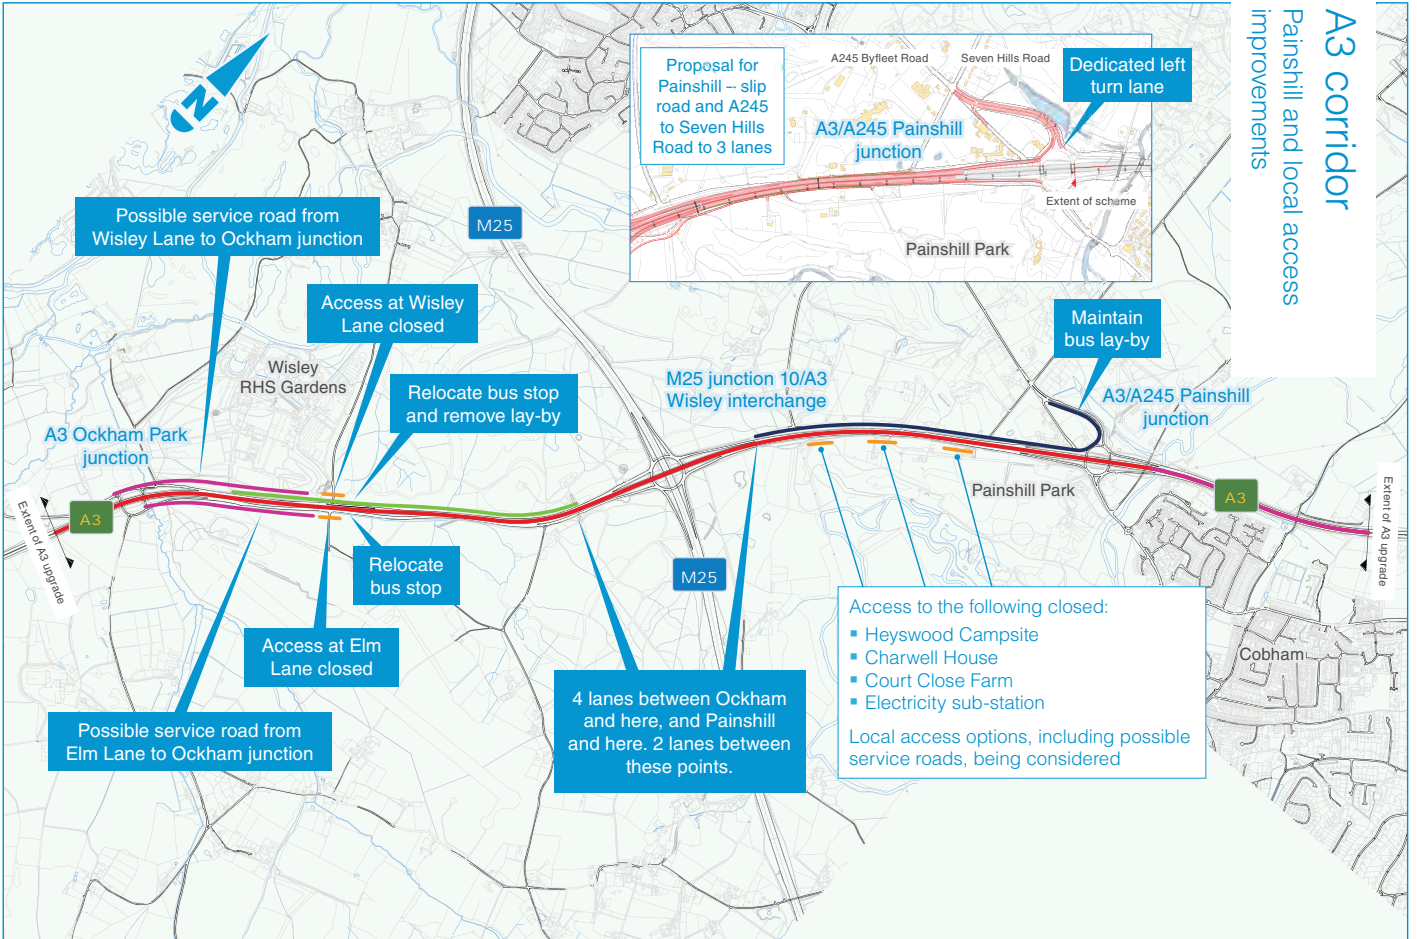 A3 corridor
Painshill and local access
improvements
N
Proposal for
Painshill – slip
road and A245
to Seven Hills
Road to 3 lanes
A245 Byfleet Road
Seven Hills Road
Dedicated left
turn lane
A3/A245 Painshill
junction
Extent of scheme
Painshill Park
Possible service road from
Wisley Lane to Ockham junction
M25
Access at Wisley
Lane closed
Maintain
bus lay-by
Wisley
RHS Gardens
Relocate bus stop
and remove lay-by
M25 junction 10/A3
Wisley interchange
A3/A245 Painshill
junction
A3 Ockham Park
junction
Painshill Park
A3
A3
Extent of A3 upgrade
Extent of A3 upgrade
Relocate
bus stop
M25
Access at Elm
Lane closed
Access to the following closed:
▪ Heyswood Campsite
▪ Charwell House
▪ Court Close Farm
▪ Electricity sub-station
Local access options, including possible
service roads, being considered
Cobham
4 lanes between Ockham
and here, and Painshill
and here. 2 lanes between
these points.
Possible service road from
Elm Lane to Ockham junction